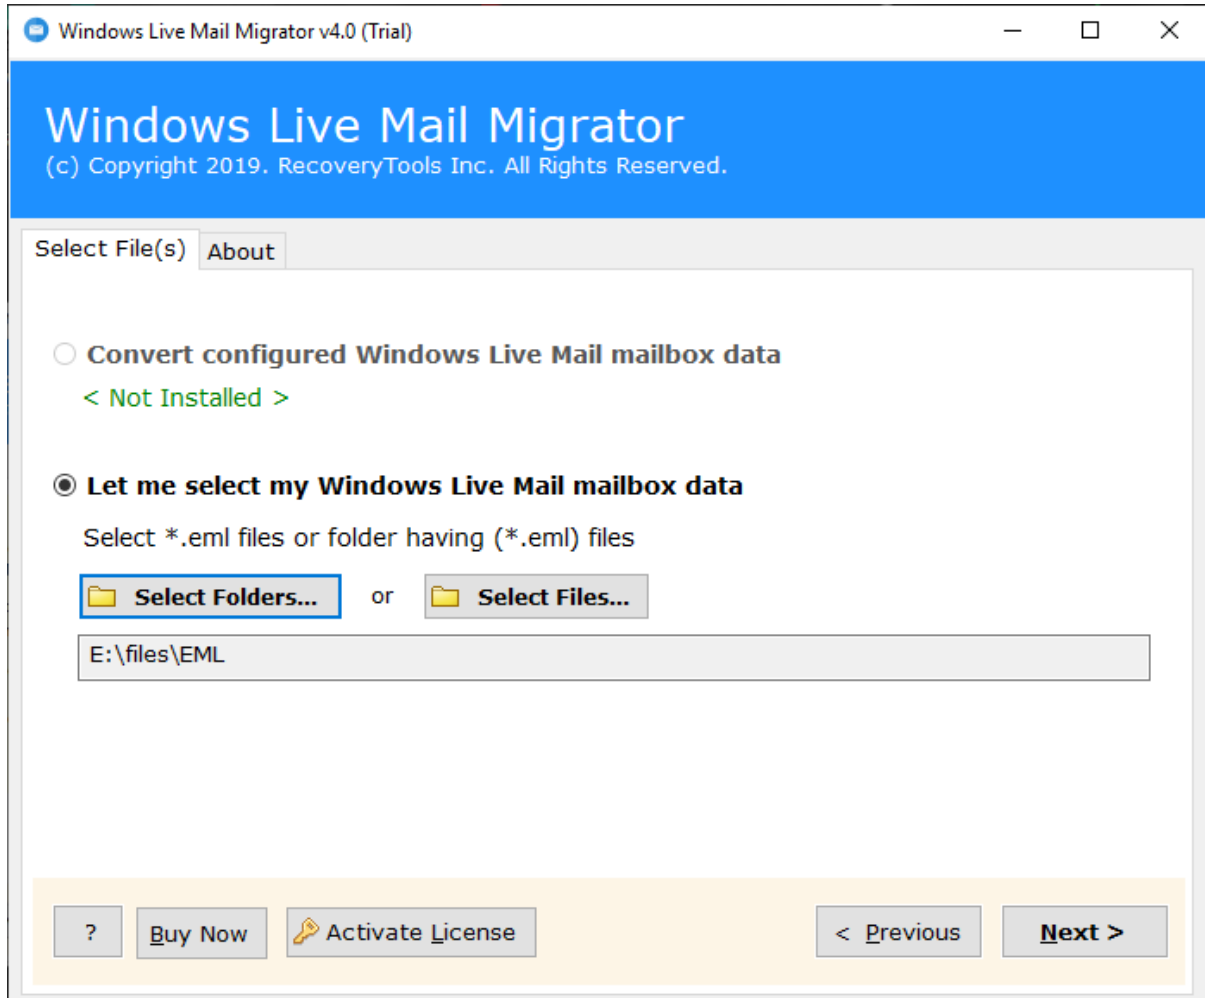 Windows Live Mail Migrator v4.0 (Trial)
Windows Live Mail Migrator
(c) Copyright 2019. RecoveryTools Inc. All Rights Reserved.
Select File(s) About
Convert configured Windows Live Mail mailbox data
< Not Installed >
Let me select my Windows Live Mail mailbox data
Select *.eml files or folder having (*.eml) files
Select Folders... or Select Files...
E:\files\EML
? Buy Now Activate License < Previous Next >